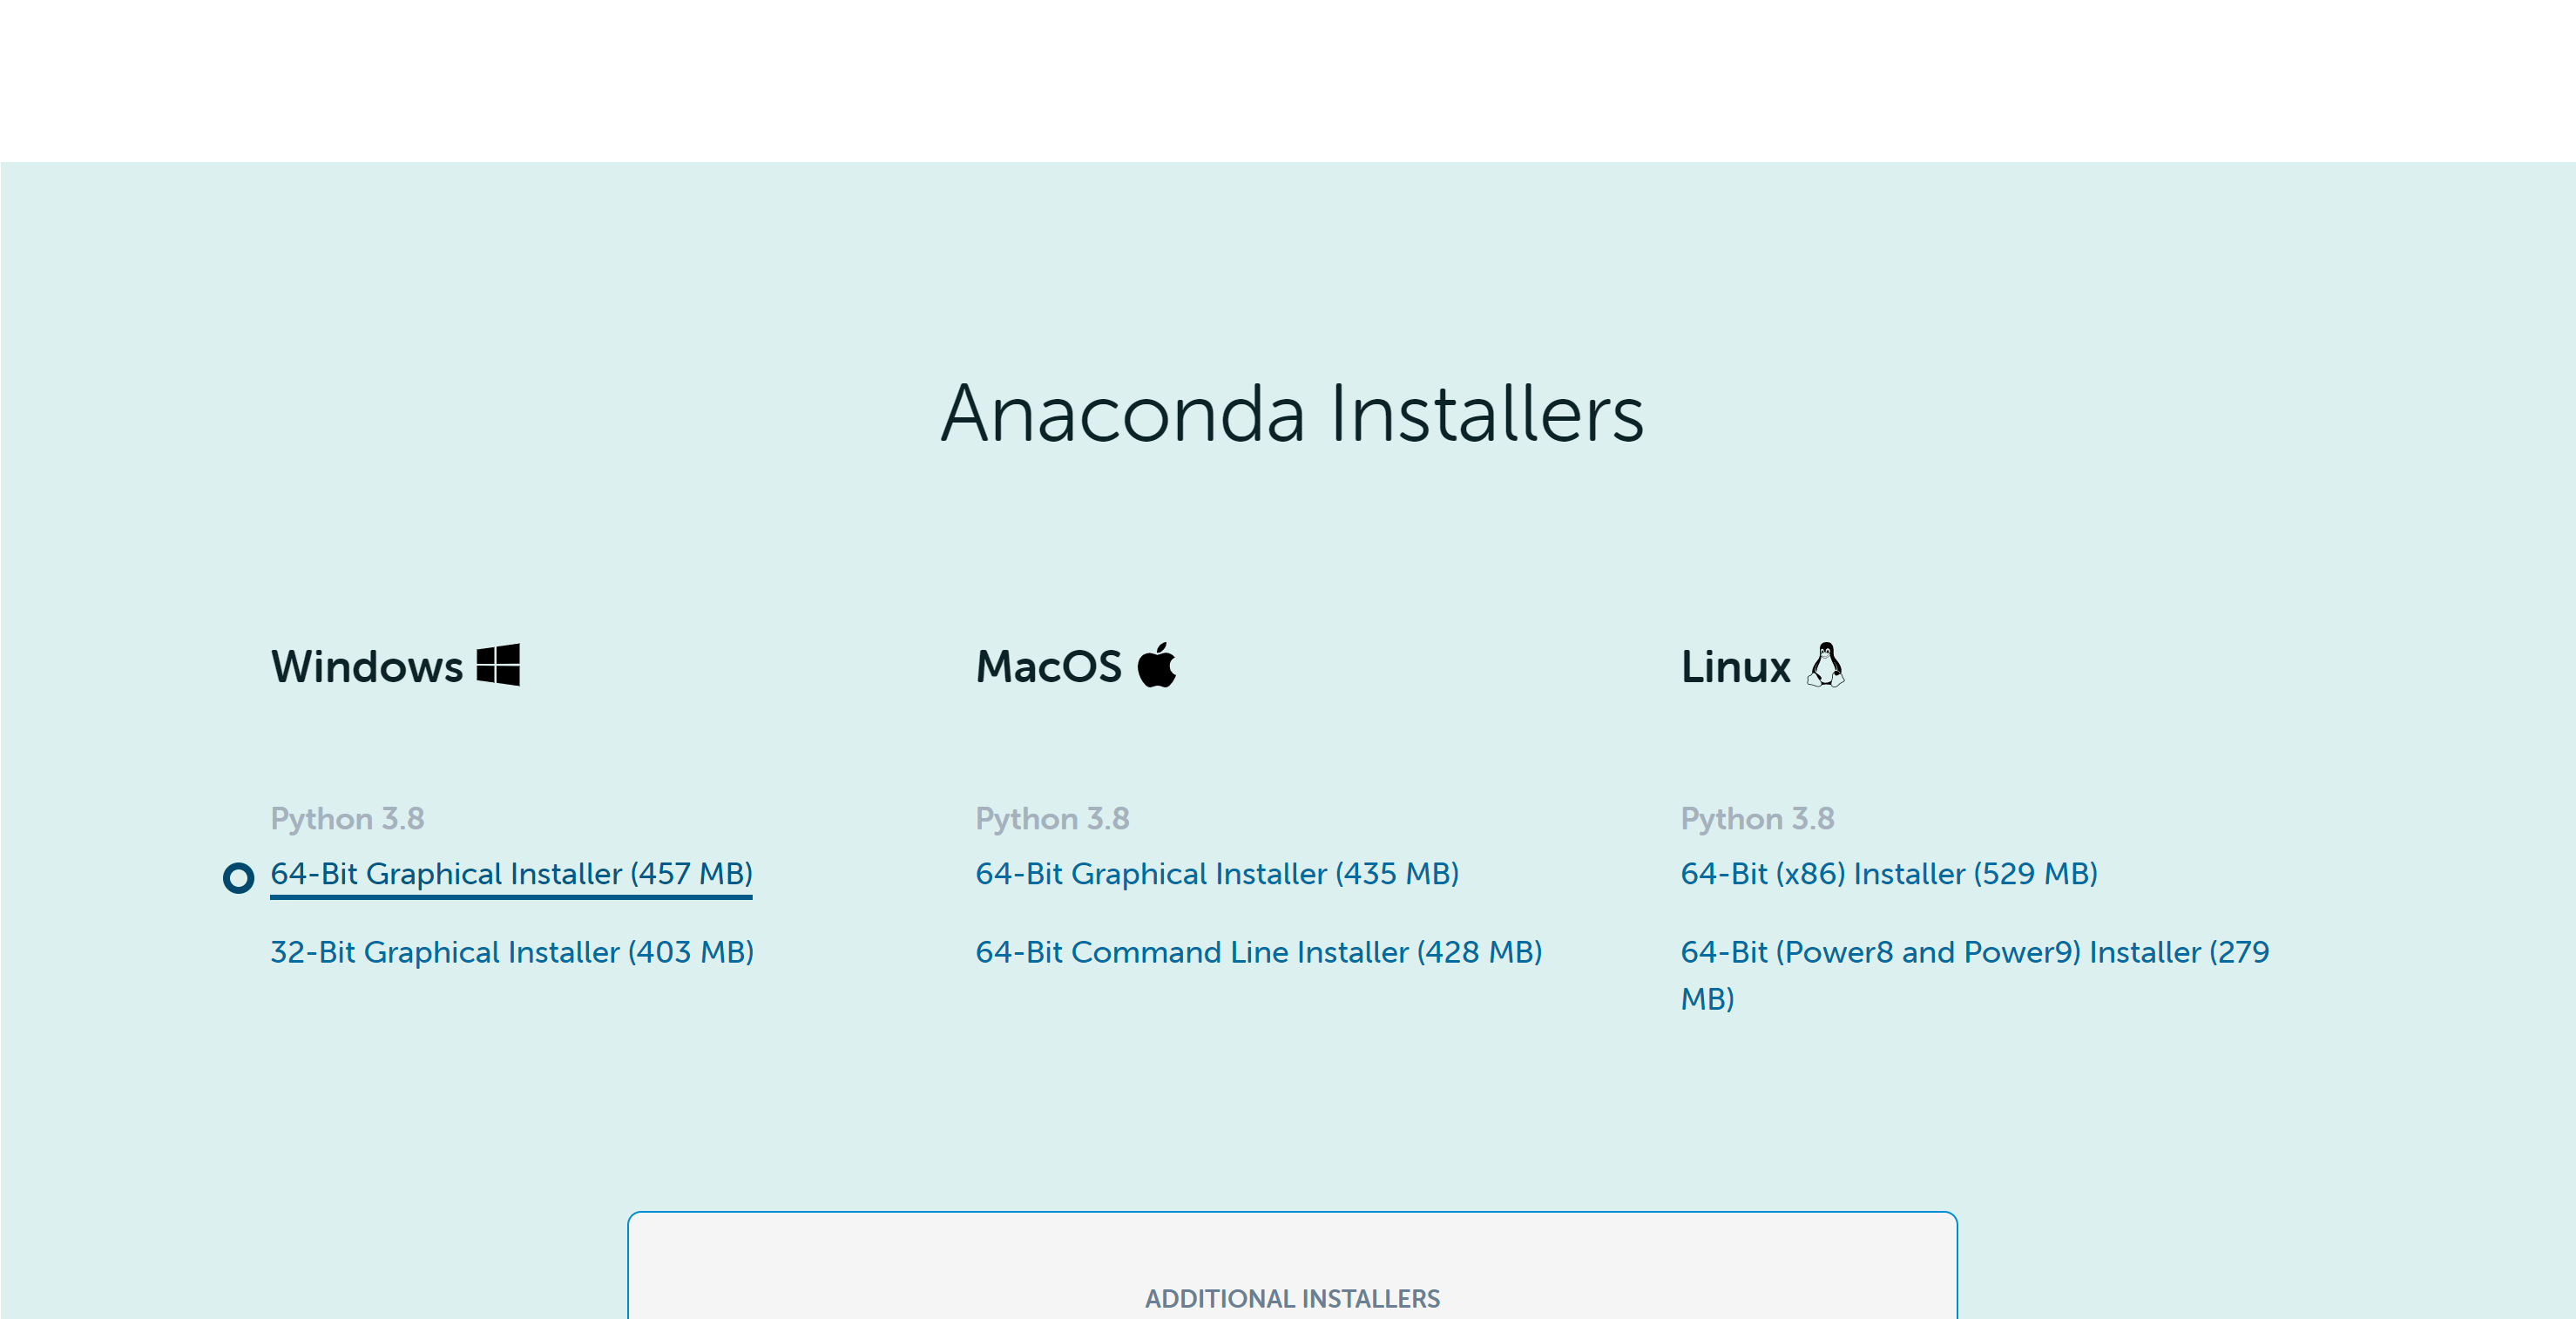 Anaconda Installers
Windows
Python 3.8
64-Bit Graphical Installer (457 MB)
32-Bit Graphical Installer (403 MB)
MacOS
Python 3.8
64-Bit Graphical Installer (435 MB)
64-Bit Command Line Installer (428 MB)
Linux
Python 3.8
64-Bit (x86) Installer (529 MB)
64-Bit (Power8 and Power9) Installer (279
MB)
ADDITIONAL INSTALLERS